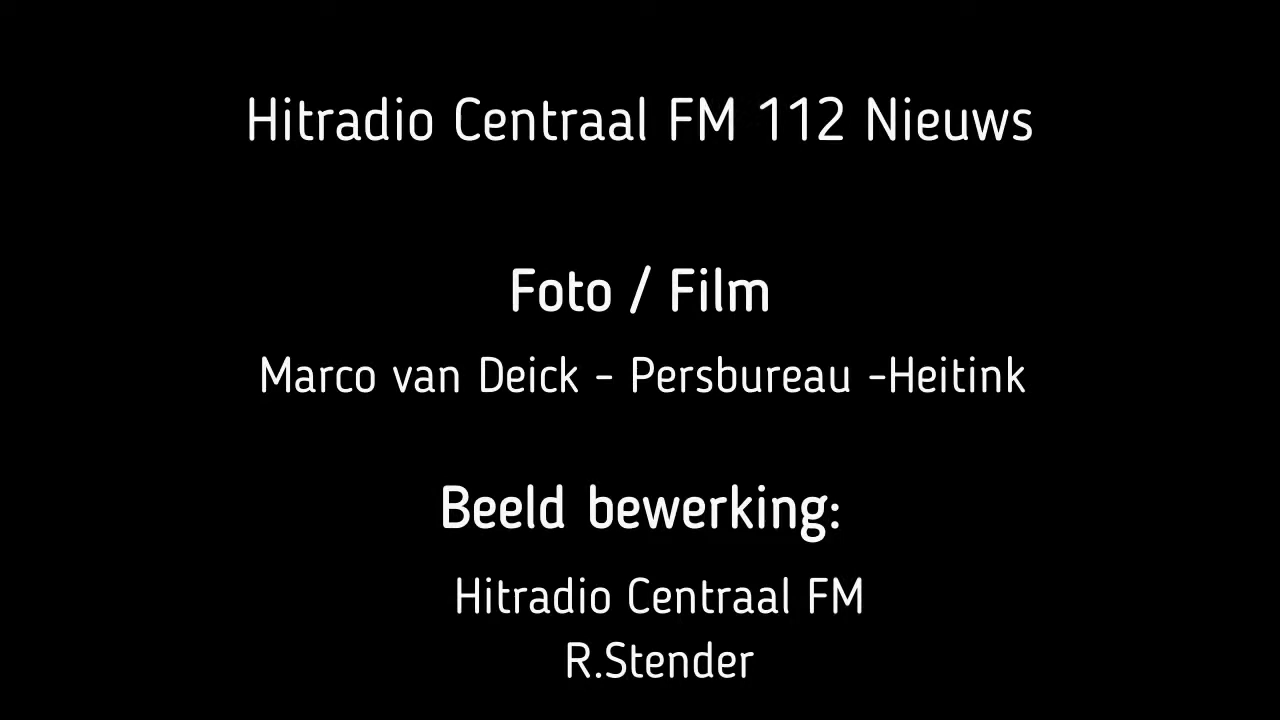 Hitradio Centraal FM 112 Nieuws
Foto / Film
Marco van Deick - Persbureau -Heitink
Beeld bewerking:
Hitradio Centraal FM
R.Stender